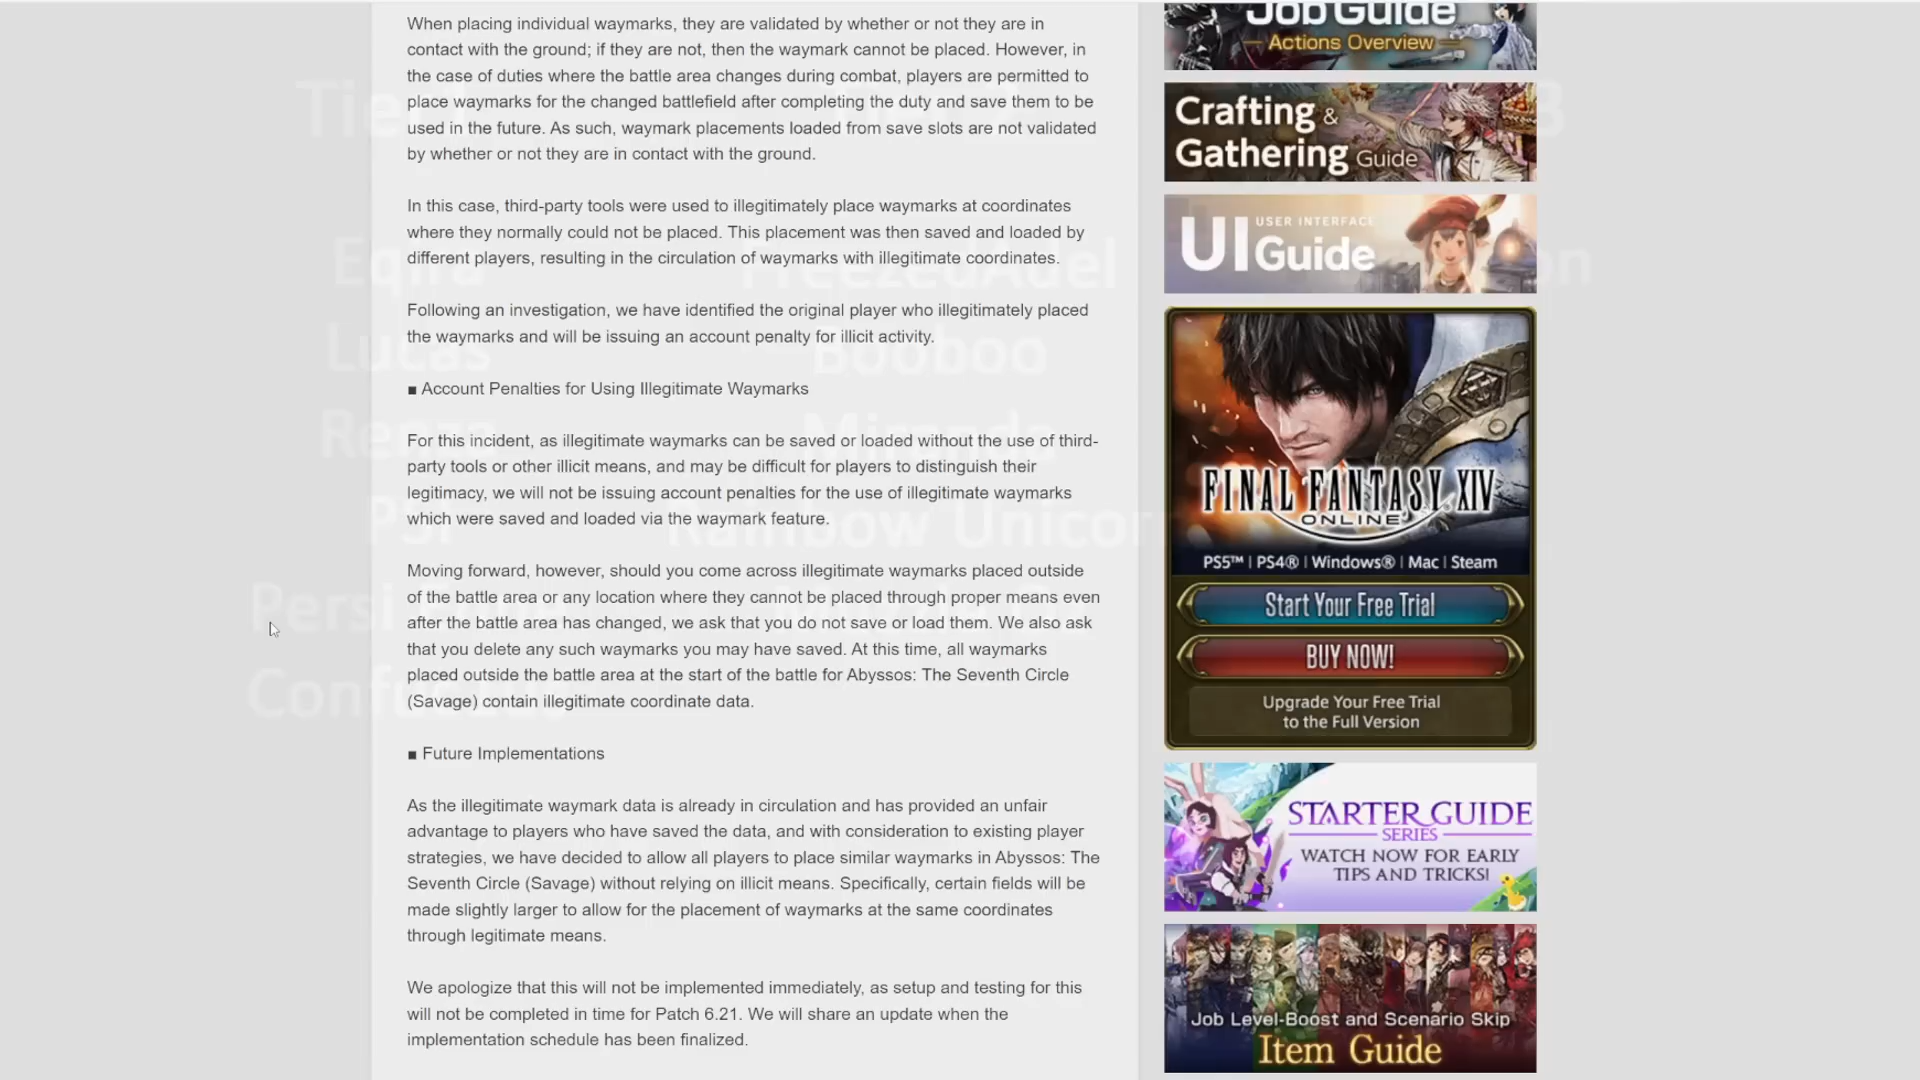 When placing individual waymarks, they are validated by whether or not they are in
contact with the ground; if they are not, then the waymark cannot be placed. However, in
the case of duties where the battle area changes during combat, players are permitted to
place waymarks for the changed battlefield after completing the duty and save them to be
used in the future. As such, waymark placements loaded from save slots are not validated
by whether or not they are in contact with the ground.
In this case, third-party tools were used to illegitimately place waymarks at coordinates
where they normally could not be placed. This placement was then saved and loaded by
different players, resulting in the circulation of waymarks with illegitimate coordinates.
Following an investigation, we have identified the original player who illegitimately placed
the waymarks and will be issuing an account penalty for illicit activity.
■ Account Penalties for Using Illegitimate Waymarks
For this incident, as illegitimate waymarks can be saved or loaded without the use of third-
party tools or other illicit means, and may be difficult for players to distinguish their
legitimacy, we will not be issuing account penalties for the use of illegitimate waymarks
which were saved and loaded via the waymark feature.
Moving forward, however, should you come across illegitimate waymarks placed outside
of the battle area or any location where they cannot be placed through proper means even
after the battle area has changed, we ask that you do not save or load them. We also ask
that you delete any such waymarks you may have saved. At this time, all waymarks
placed outside the battle area at the start of the battle for Abyssos: The Seventh Circle
(Savage) contain illegitimate coordinate data.
■ Future Implementations
As the illegitimate waymark data is already in circulation and has provided an unfair
advantage to players who have saved the data, and with consideration to existing player
strategies, we have decided to allow all players to place similar waymarks in Abyssos: The
Seventh Circle (Savage) without relying on illicit means. Specifically, certain fields will be
made slightly larger to allow for the placement of waymarks at the same coordinates
through legitimate means.
We apologize that this will not be implemented immediately, as setup and testing for this
will not be completed in time for Patch 6.21. We will share an update when the
implementation schedule has been finalized.
Job Guide
Actions Overview
Crafting &
Gathering Guide
UI USER INTERFACE
Guide
FINAL FANTASY XIV
ONLINE
PS5™ | PS4® | Windows® | Mac | Steam
Start Your Free Trial
BUY NOW!
Upgrade Your Free Trial
to the Full Version
STARTER GUIDE
SERIES
WATCH NOW FOR EARLY
TIPS AND TRICKS!
Job Level-Boost and Scenario Skip
Item Guide
Tier 1
Lucas
Booboo
Miranda
Rainbow Unicor